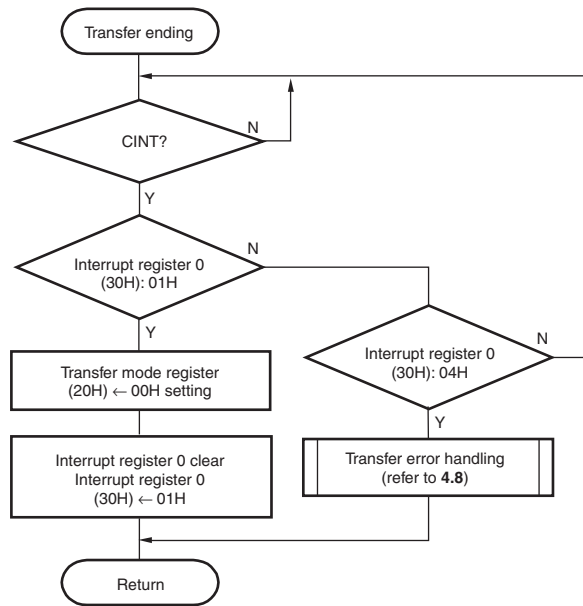 Transfer ending
N
CINT?
Y
N
Interrupt register 0
(30H): 01H
Y
N
Interrupt register 0
(30H): 04H
Transfer mode register
(20H) ← 00H setting
Y
Interrupt register 0 clear
Interrupt register 0
(30H) ← 01H
Transfer error handling
(refer to 4.8)
Return